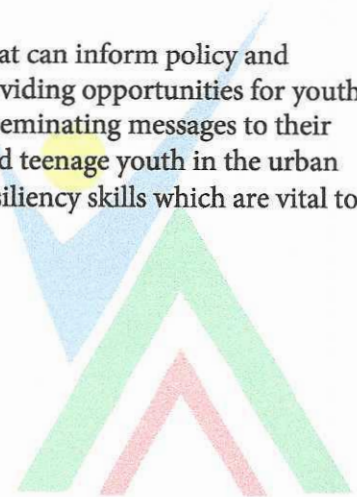 at can inform policy and
viding opportunities for youth
eminating messages to their
d teenage youth in the urban
siliency skills which are vital to